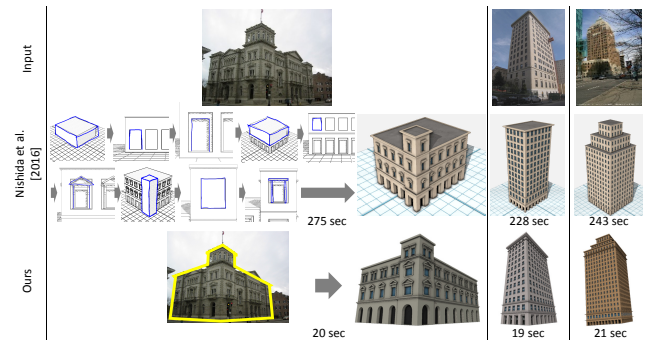 Input
Nishida et al.
[2016]
275 sec
228 sec
243 sec
Ours
20 sec
19 sec
21 sec